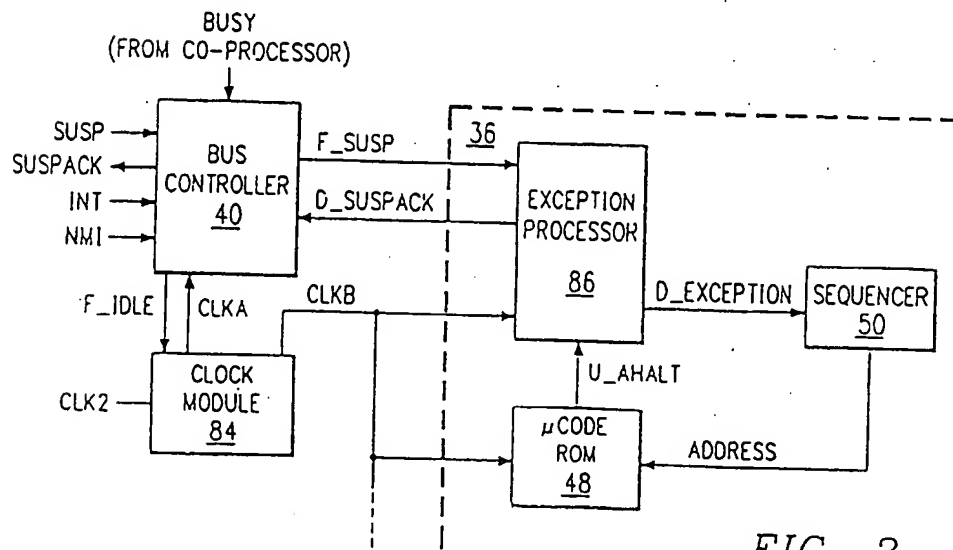 BUSY
(FROM CO-PROCESSOR)
SUSP
SUSPACK
INT
NMI
BUS
CONTROLLER
40
F_SUSP
D_SUSPACK
36
EXCEPTION
PROCESSOR
86
D_EXCEPTION
SEQUENCER
50
F_IDLE
CLKA
CLKB
U_AHALT
CLK2
CLOCK
MODULE
84
μCODE
ROM
48
ADDRESS
FIG.